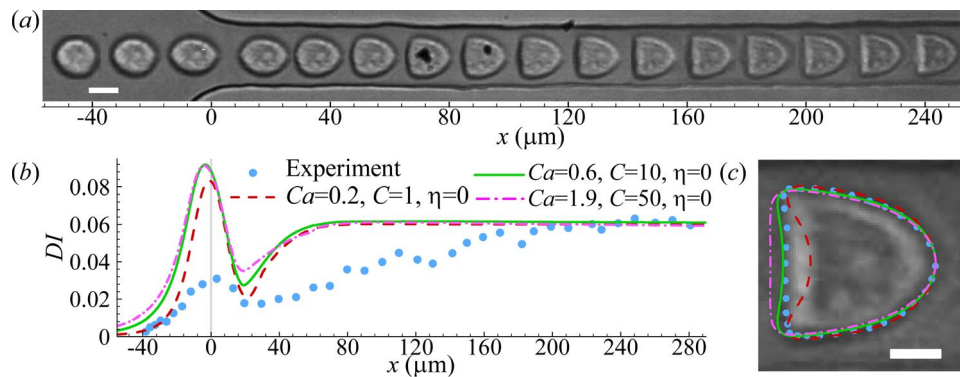 (a)
-40 0 40 80 120 160 200 240
x (μm)
(b)
0.08
0.06
0.04
0.02
0
DI
Experiment
Ca=0.2, C=1, η=0
Ca=0.6, C=10, η=0
Ca=1.9, C=50, η=0
-40 0 40 80 120 160 200 240 280
x (μm)
(c)